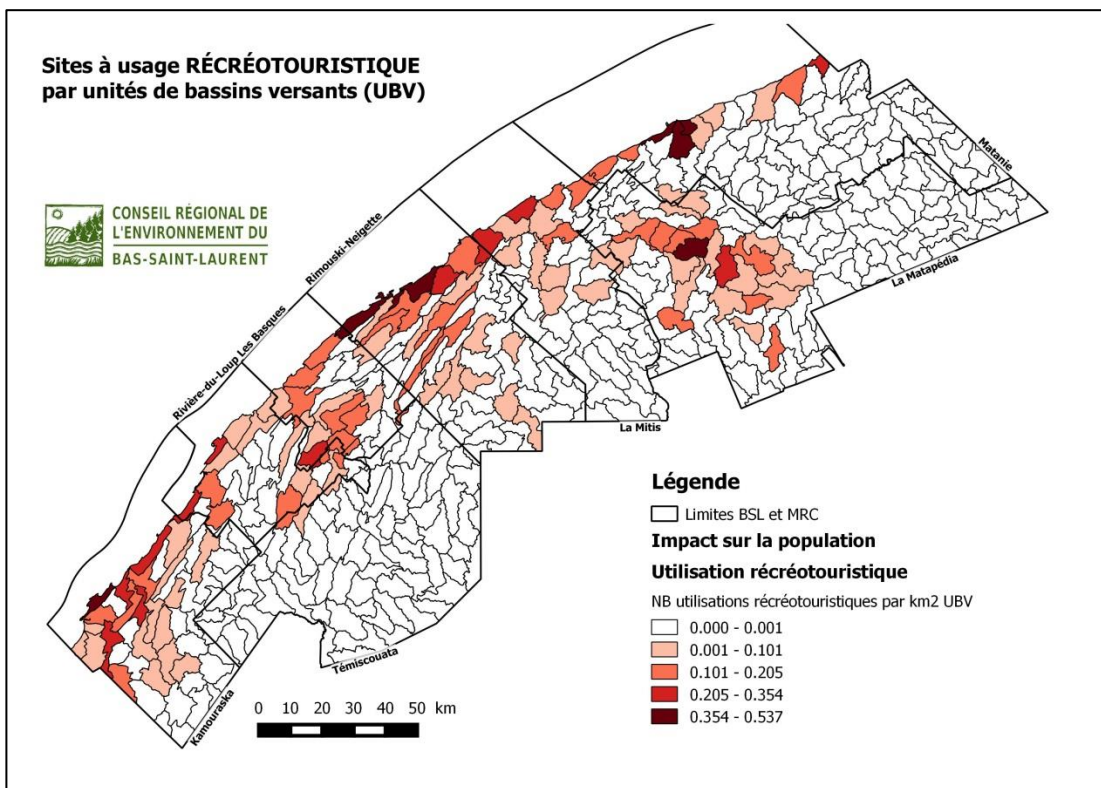 Sites à usage RÉCRÉOTOURISTIQUE
par unités de bassins versants (UBV)
CONSEIL RÉGIONAL DE
L'ENVIRONNEMENT DU
BAS-SAINT-LAURENT
Matanie
La Matapédia
Rimouski-Neigette
Rivière-du-Loup Les Basques
La Mitis
Témiscouata
Kamouraska
0 10 20 30 40 50 km
Légende
Limites BSL et MRC
Impact sur la population
Utilisation récréotouristique
NB utilisations récréotouristiques par km2 UBV
0.000 - 0.001
0.001 - 0.101
0.101 - 0.205
0.205 - 0.354
0.354 - 0.537